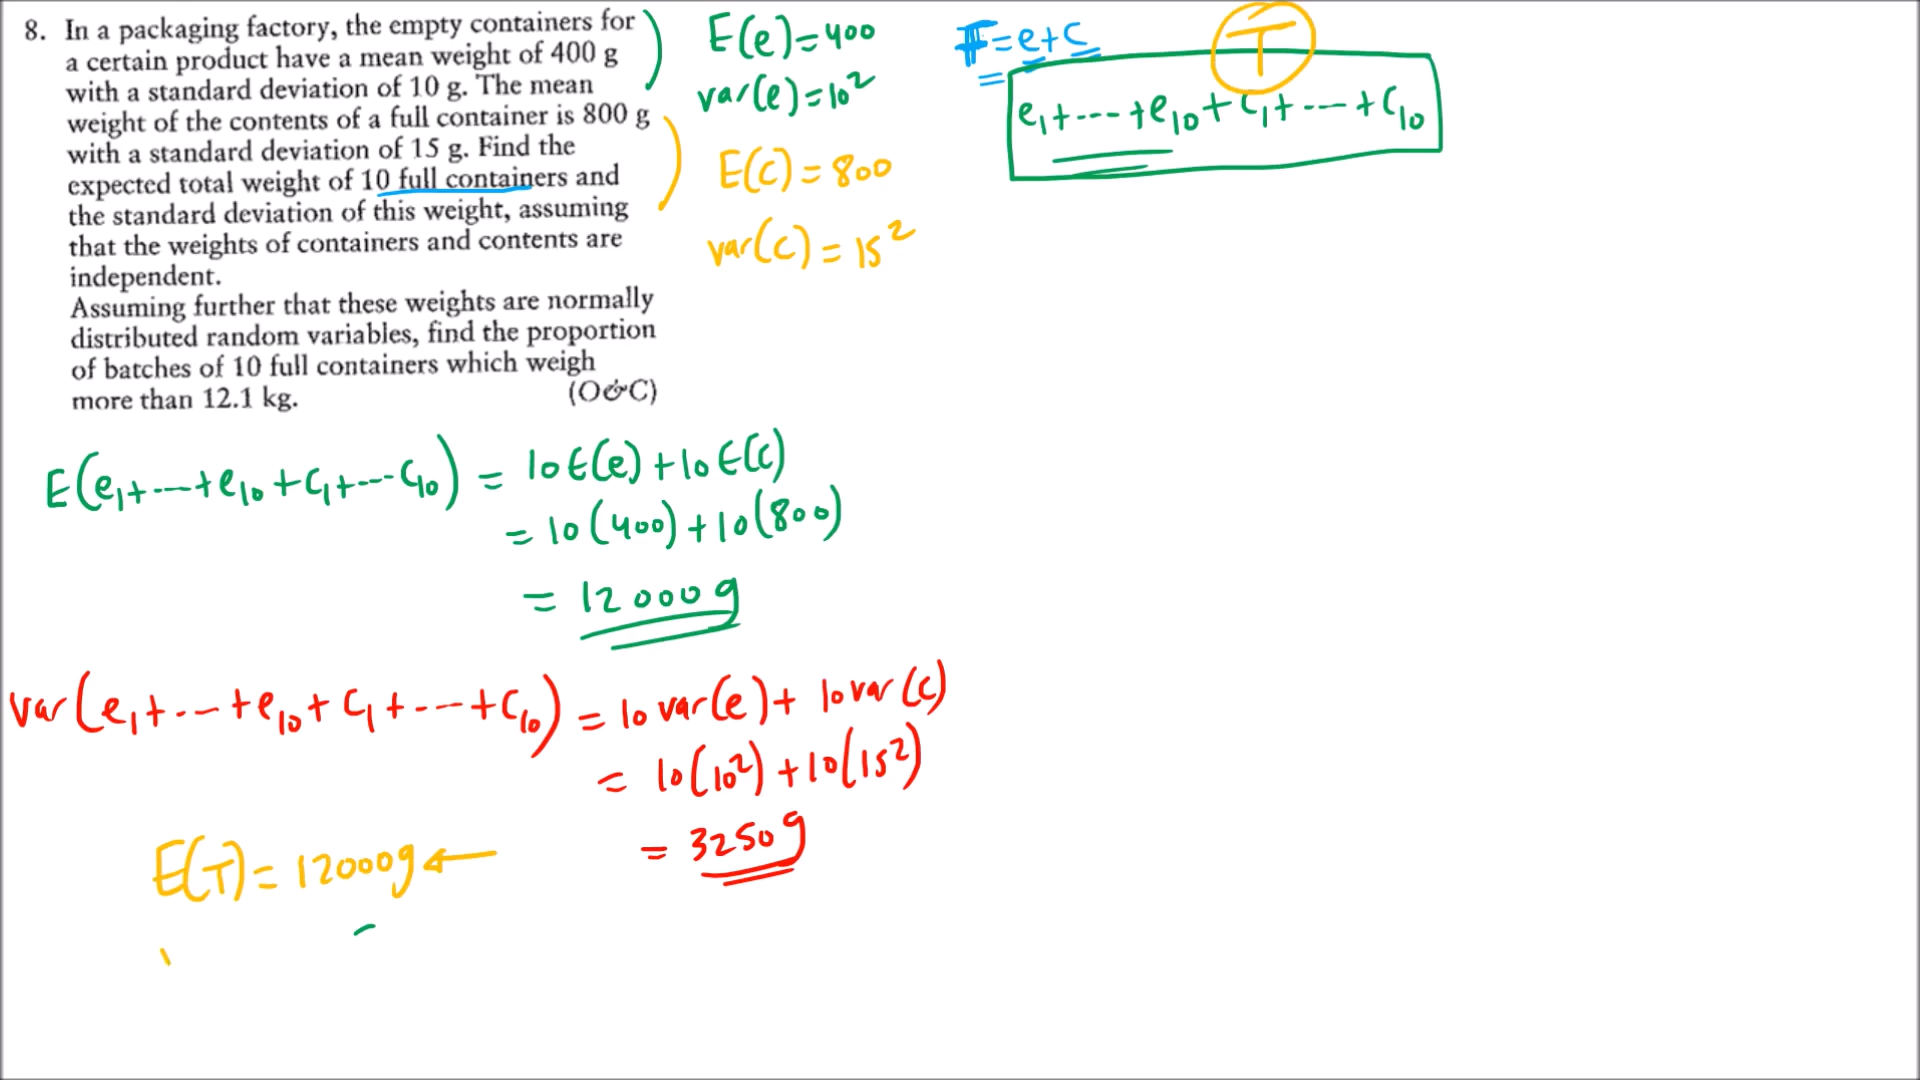 8. In a packaging factory, the empty containers for
a certain product have a mean weight of 400 g
with a standard deviation of 10 g. The mean
weight of the contents of a full container is 800 g
with a standard deviation of 15 g. Find the
expected total weight of 10 full containers and
the standard deviation of this weight, assuming
that the weights of containers and contents are
independent.
Assuming further that these weights are normally
distributed random variables, find the proportion
of batches of 10 full containers which weigh
more than 12.1 kg.
(O&C)
E(e)=400
var(e)=10²
E(C)=800
var(C)=15²
F=e+c
T
e₁+----+e₁₀+c₁+----+c₁₀
E(e₁+----+e₁₀+c₁+---c₁₀) = 10E(e)+10E(c)
= 10(400)+10(800)
= 12000g
var(e₁+----+e₁₀+c₁+----+c₁₀) = 10var(e)+10var(c)
= 10(10²)+10(15²)
= 3250g
E(T)=12000g←